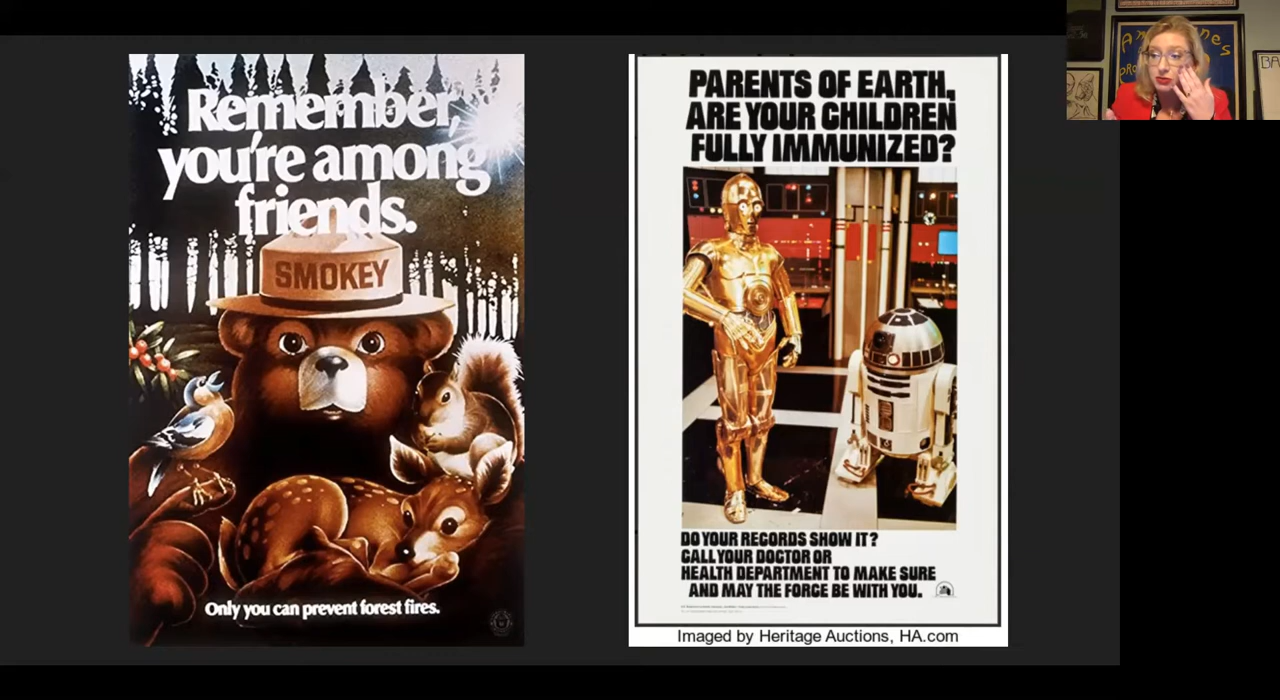 Remember,
you're among
friends.
SMOKEY
Only you can prevent forest fires.
PARENTS OF EARTH,
ARE YOUR CHILDREN
FULLY IMMUNIZED?
DO YOUR RECORDS SHOW IT?
CALL YOUR DOCTOR OR
HEALTH DEPARTMENT TO MAKE SURE
AND MAY THE FORCE BE WITH YOU.
Imaged by Heritage Auctions, HA.com
BA